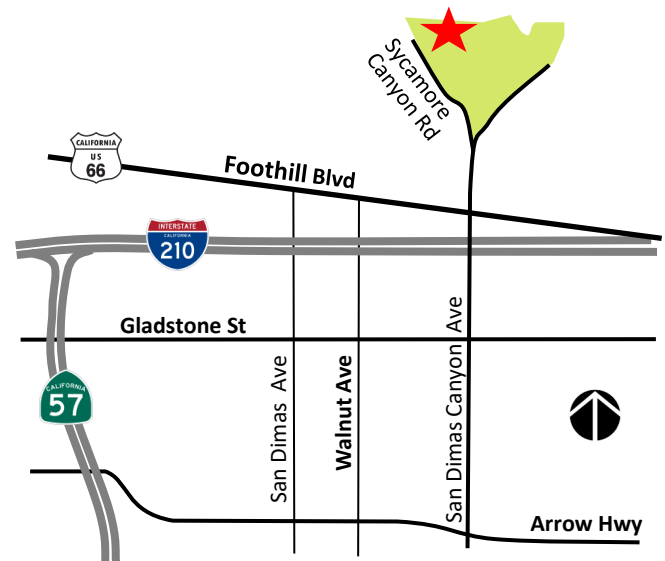 Sycamore
Canyon Rd
CALIFORNIA
US
66
Foothill Blvd
INTERSTATE
CALIFORNIA
210
Gladstone St
CALIFORNIA
57
San Dimas Ave
Walnut Ave
San Dimas Canyon Ave
Arrow Hwy